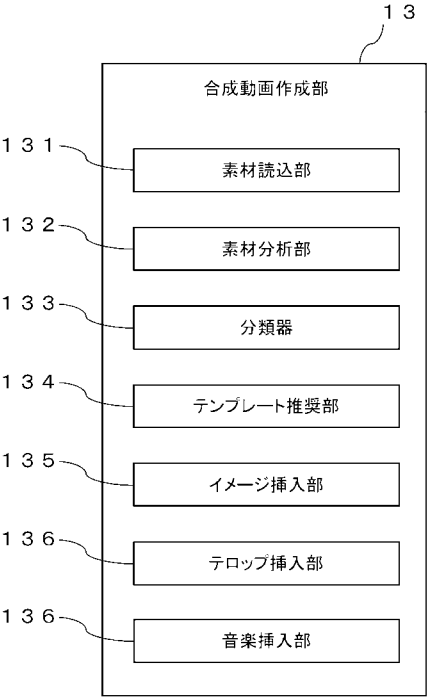 １３
合成動画作成部
１３１
素材読込部
１３２
素材分析部
１３３
分類器
１３４
テンプレート推奨部
１３５
イメージ挿入部
１３６
テロップ挿入部
１３６
音楽挿入部